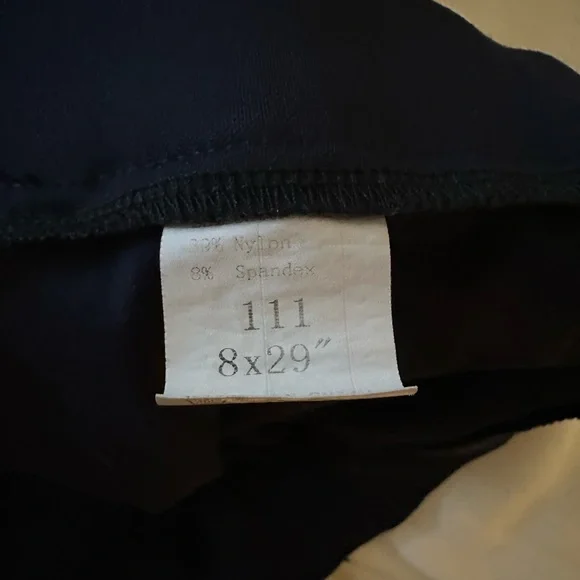 Nylon
8% Spandex
111
8x29"